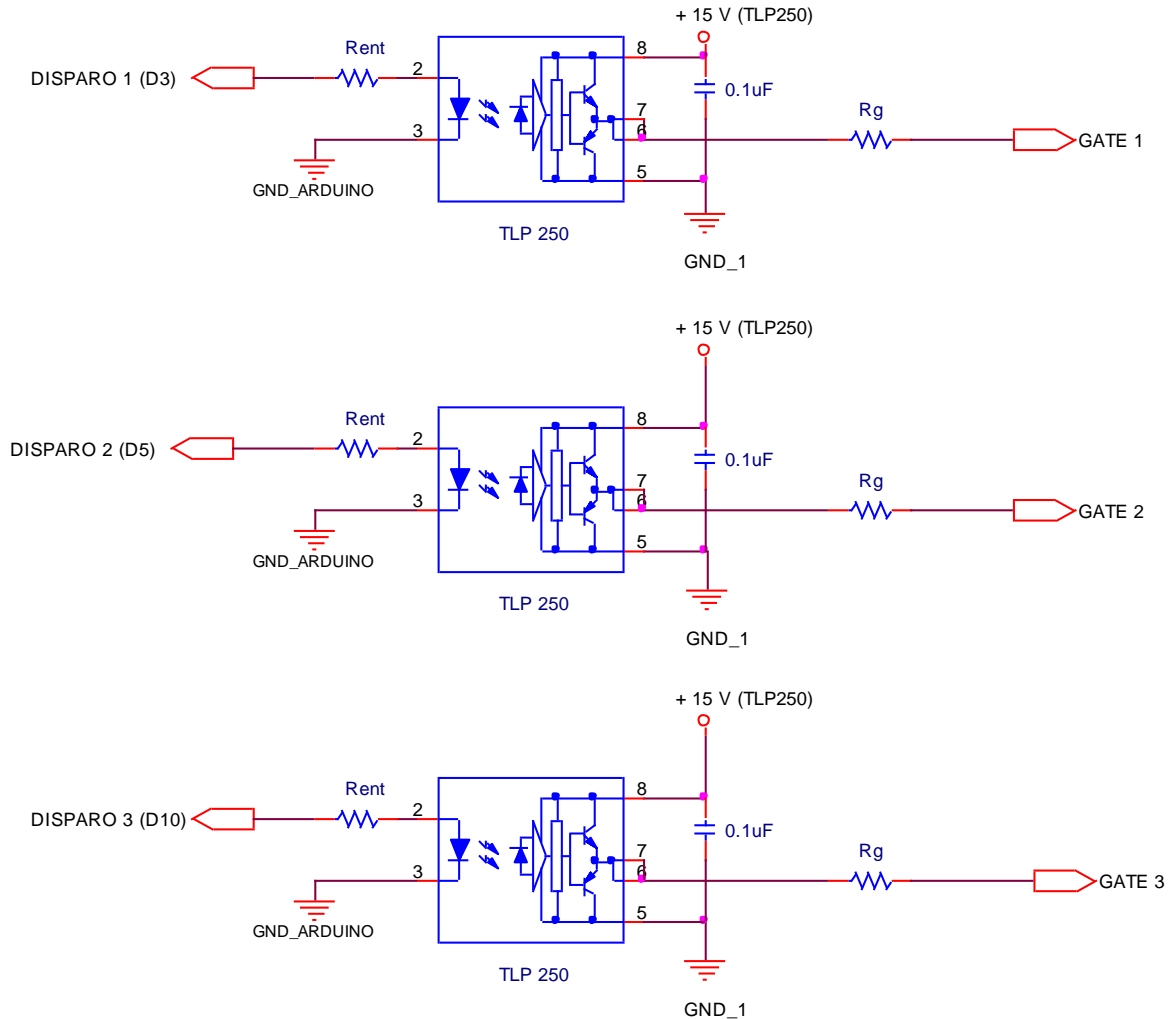 + 15 V (TLP250)
Rent
8
DISPARO 1 (D3)
2
0.1uF
7
Rg
3
6
GATE 1
GND_ARDUINO
5
TLP 250
GND_1
+ 15 V (TLP250)
Rent
8
DISPARO 2 (D5)
2
0.1uF
7
Rg
3
6
GATE 2
GND_ARDUINO
5
TLP 250
GND_1
+ 15 V (TLP250)
Rent
8
DISPARO 3 (D10)
2
0.1uF
7
Rg
3
6
GATE 3
GND_ARDUINO
5
TLP 250
GND_1